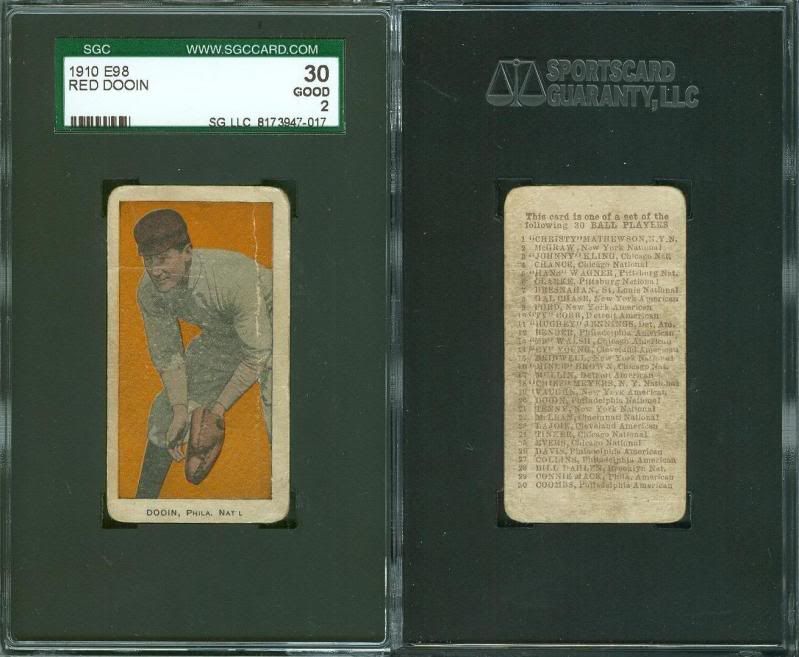 SGC WWW.SGCCARD.COM
1910 E98 30
RED DOOIN GOOD
2
SG LLC 8173947-017
DOOIN, PHILA. NAT'L
SPORTSCARD
GUARANTY, LLC
This card is one of a set of the
following 30 BALL PLAYERS
1 "CHRISTY" MATHEWSON, N.Y.N.
2 McGRAW, New York National
3 "JOHNNY" KLING, Chicago Nat.
4 CHANCE, Chicago National
5 "HANS" WAGNER, Pittsburg Nat.
6 CLARKE, Pittsburg National
7 BRESNAHAN, St. Louis National
8 HAL CHASE, New York American
9 FORD, New York American
10 "TY" COBB, Detroit American
11 "HUGHEY" JENNINGS, Det. Am.
12 BENDER, Philadelphia American
13 "ED" WALSH, Chicago American
14 "CY" YOUNG, Cleveland American
15 BRIDWELL, New York National
16 "MINER" BROWN, Chicago Nat.
17 MULLIN, Detroit American
18 "CHIEF" MEYERS, N. Y. National
19 VAUGHN, New York American
20 DOOIN, Philadelphia National
21 TENNY, New York National
22 McLEAN, Cincinnati National
23 LAJOIE, Cleveland American
24 TINKER, Chicago National
25 EVERS, Chicago National
26 DAVIS, Philadelphia American
27 COLLINS, Philadelphia American
28 BILL DAHLEN, Brooklyn Nat.
29 CONNIE MACK, Phila. American
30 COOMBS, Philadelphia American